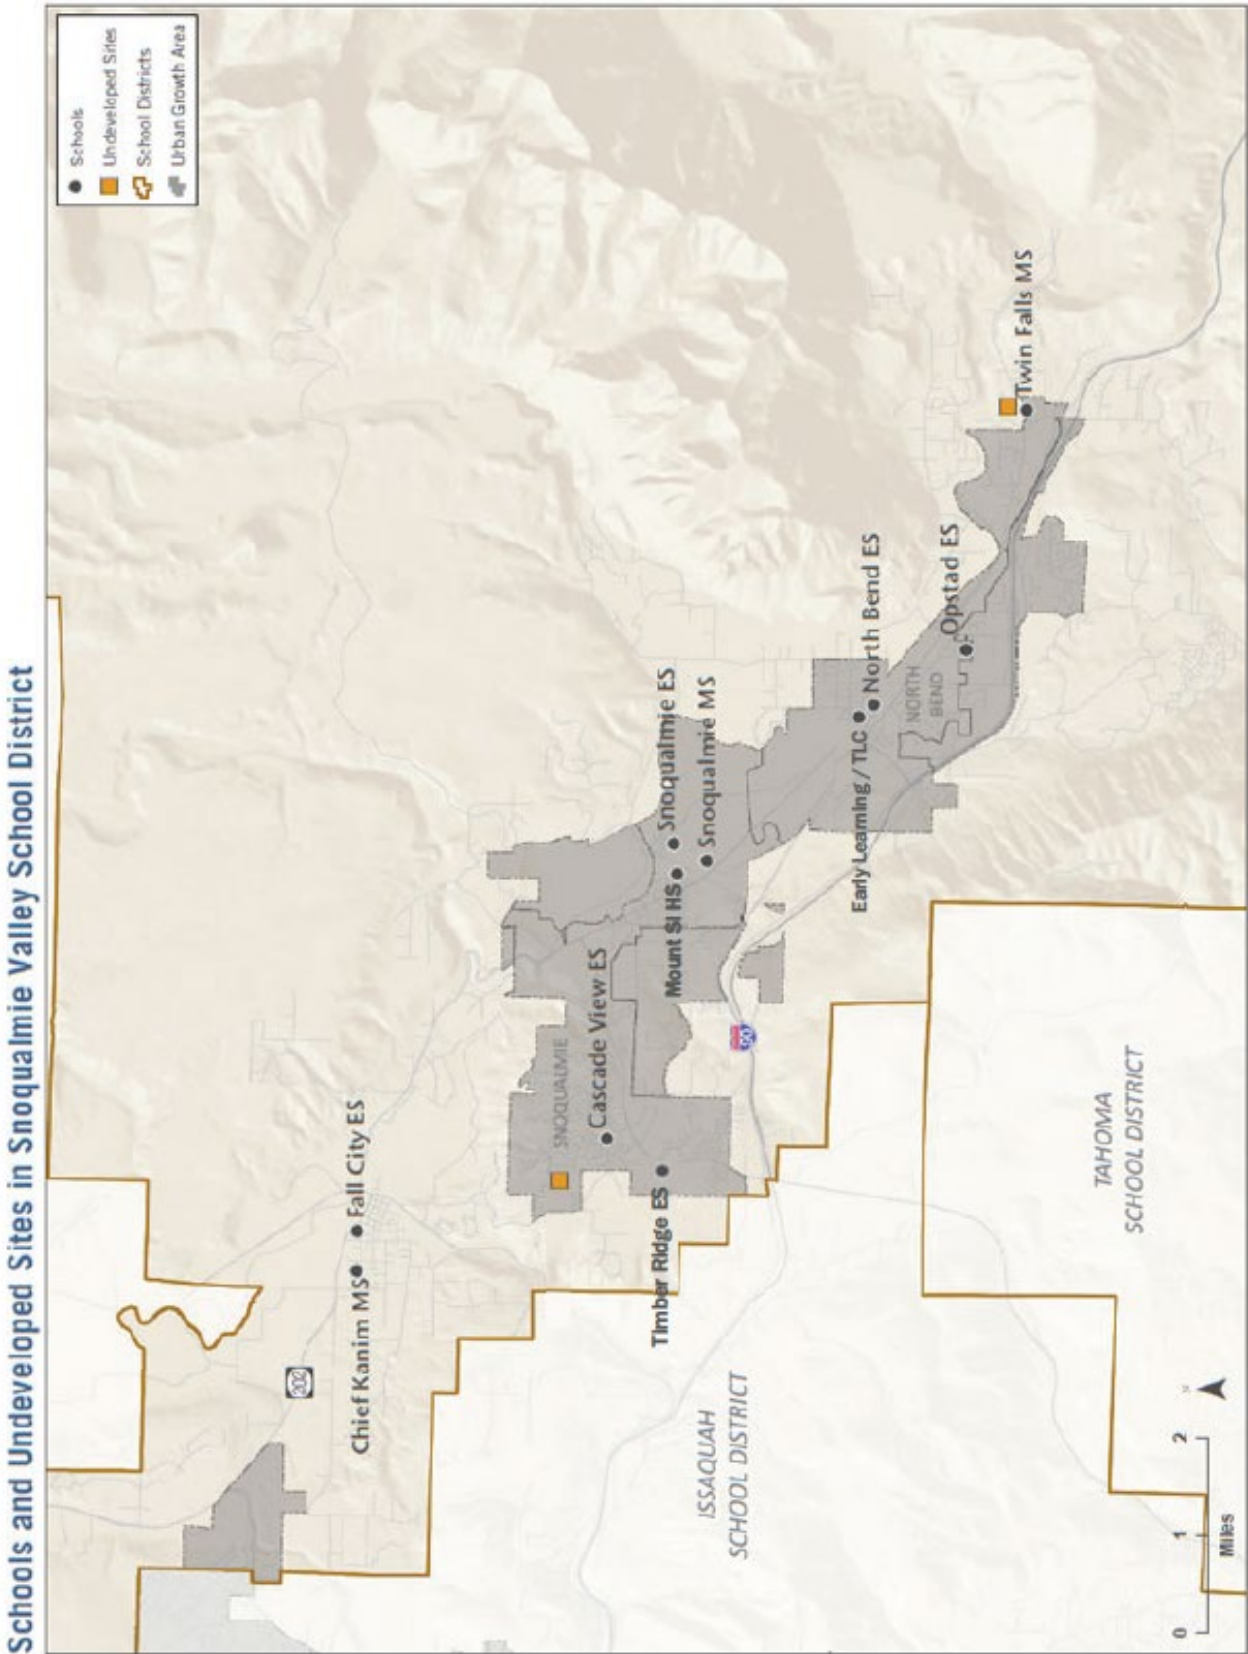 Schools and Undeveloped Sites in Snoqualmie Valley School District
Schools
Undeveloped Sites
School Districts
Urban Growth Area
202
Chief Kanim MS
Fall City ES
SNOQUALMIE
Cascade View ES
Timber Ridge ES
Mount Si HS
Snoqualmie ES
Snoqualmie MS
90
Early Learning / TLC
North Bend ES
NORTH
BEND
Opstad ES
Twin Falls MS
ISSAQUAH
SCHOOL DISTRICT
TAHOMA
SCHOOL DISTRICT
0 1 2
Miles